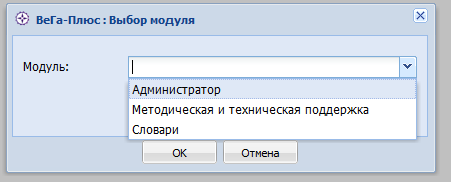 ВеГа-Плюс : Выбор модуля
Модуль:
Администратор
Методическая и техническая поддержка
Словари
OK
Отмена